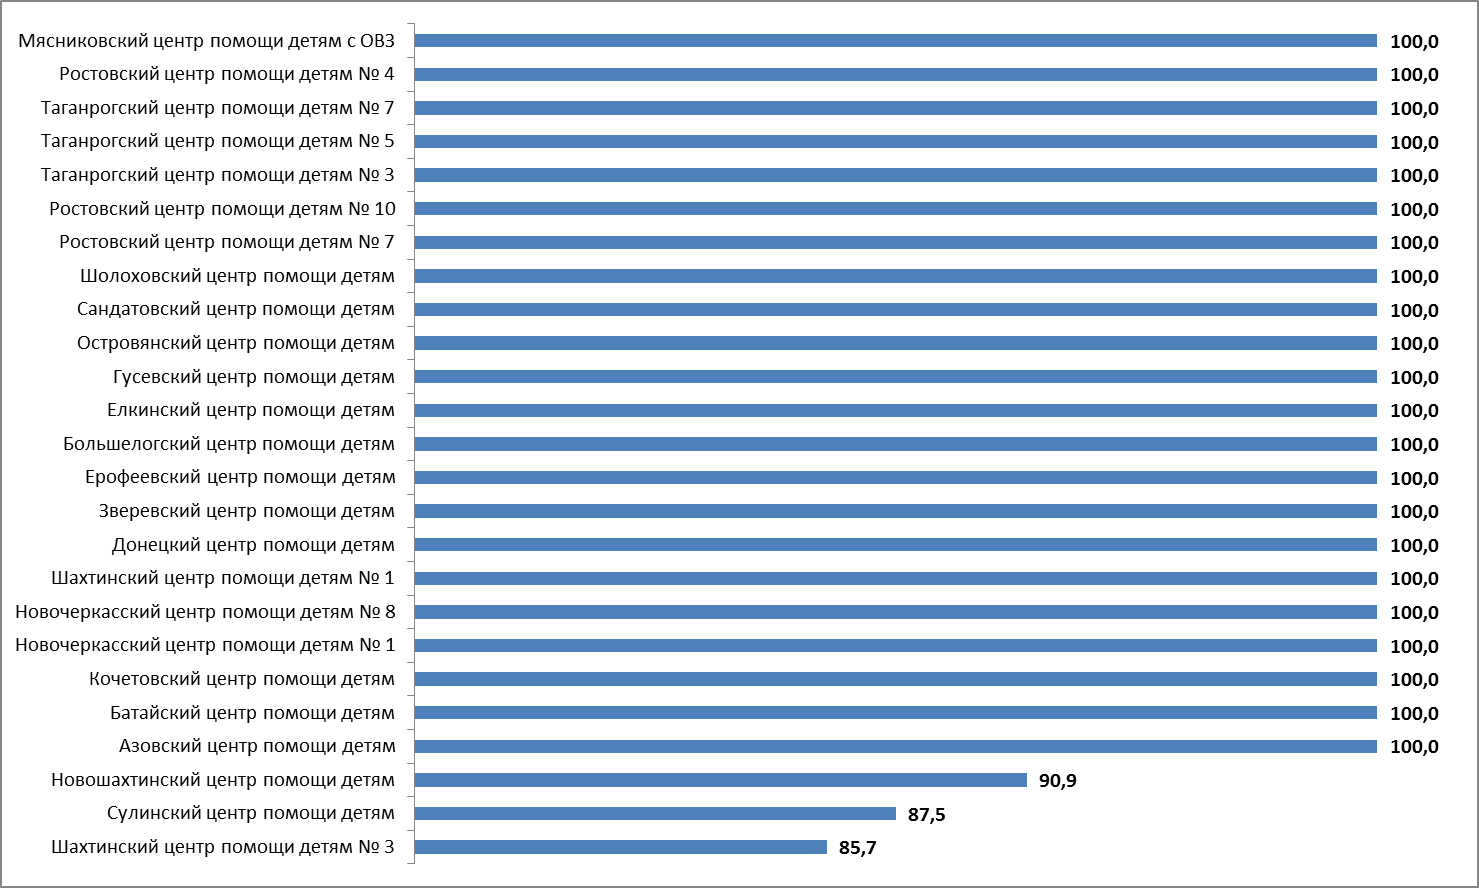 Мясниковский центр помощи детям с ОВЗ 100,0
Ростовский центр помощи детям № 4 100,0
Таганрогский центр помощи детям № 7 100,0
Таганрогский центр помощи детям № 5 100,0
Таганрогский центр помощи детям № 3 100,0
Ростовский центр помощи детям № 10 100,0
Ростовский центр помощи детям № 7 100,0
Шолоховский центр помощи детям 100,0
Сандатовский центр помощи детям 100,0
Островянский центр помощи детям 100,0
Гусевский центр помощи детям 100,0
Елкинский центр помощи детям 100,0
Большелогский центр помощи детям 100,0
Ерофеевский центр помощи детям 100,0
Зверевский центр помощи детям 100,0
Донецкий центр помощи детям 100,0
Шахтинский центр помощи детям № 1 100,0
Новочеркасский центр помощи детям № 8 100,0
Новочеркасский центр помощи детям № 1 100,0
Кочетовский центр помощи детям 100,0
Батайский центр помощи детям 100,0
Азовский центр помощи детям 100,0
Новошахтинский центр помощи детям 90,9
Сулинский центр помощи детям 87,5
Шахтинский центр помощи детям № 3 85,7